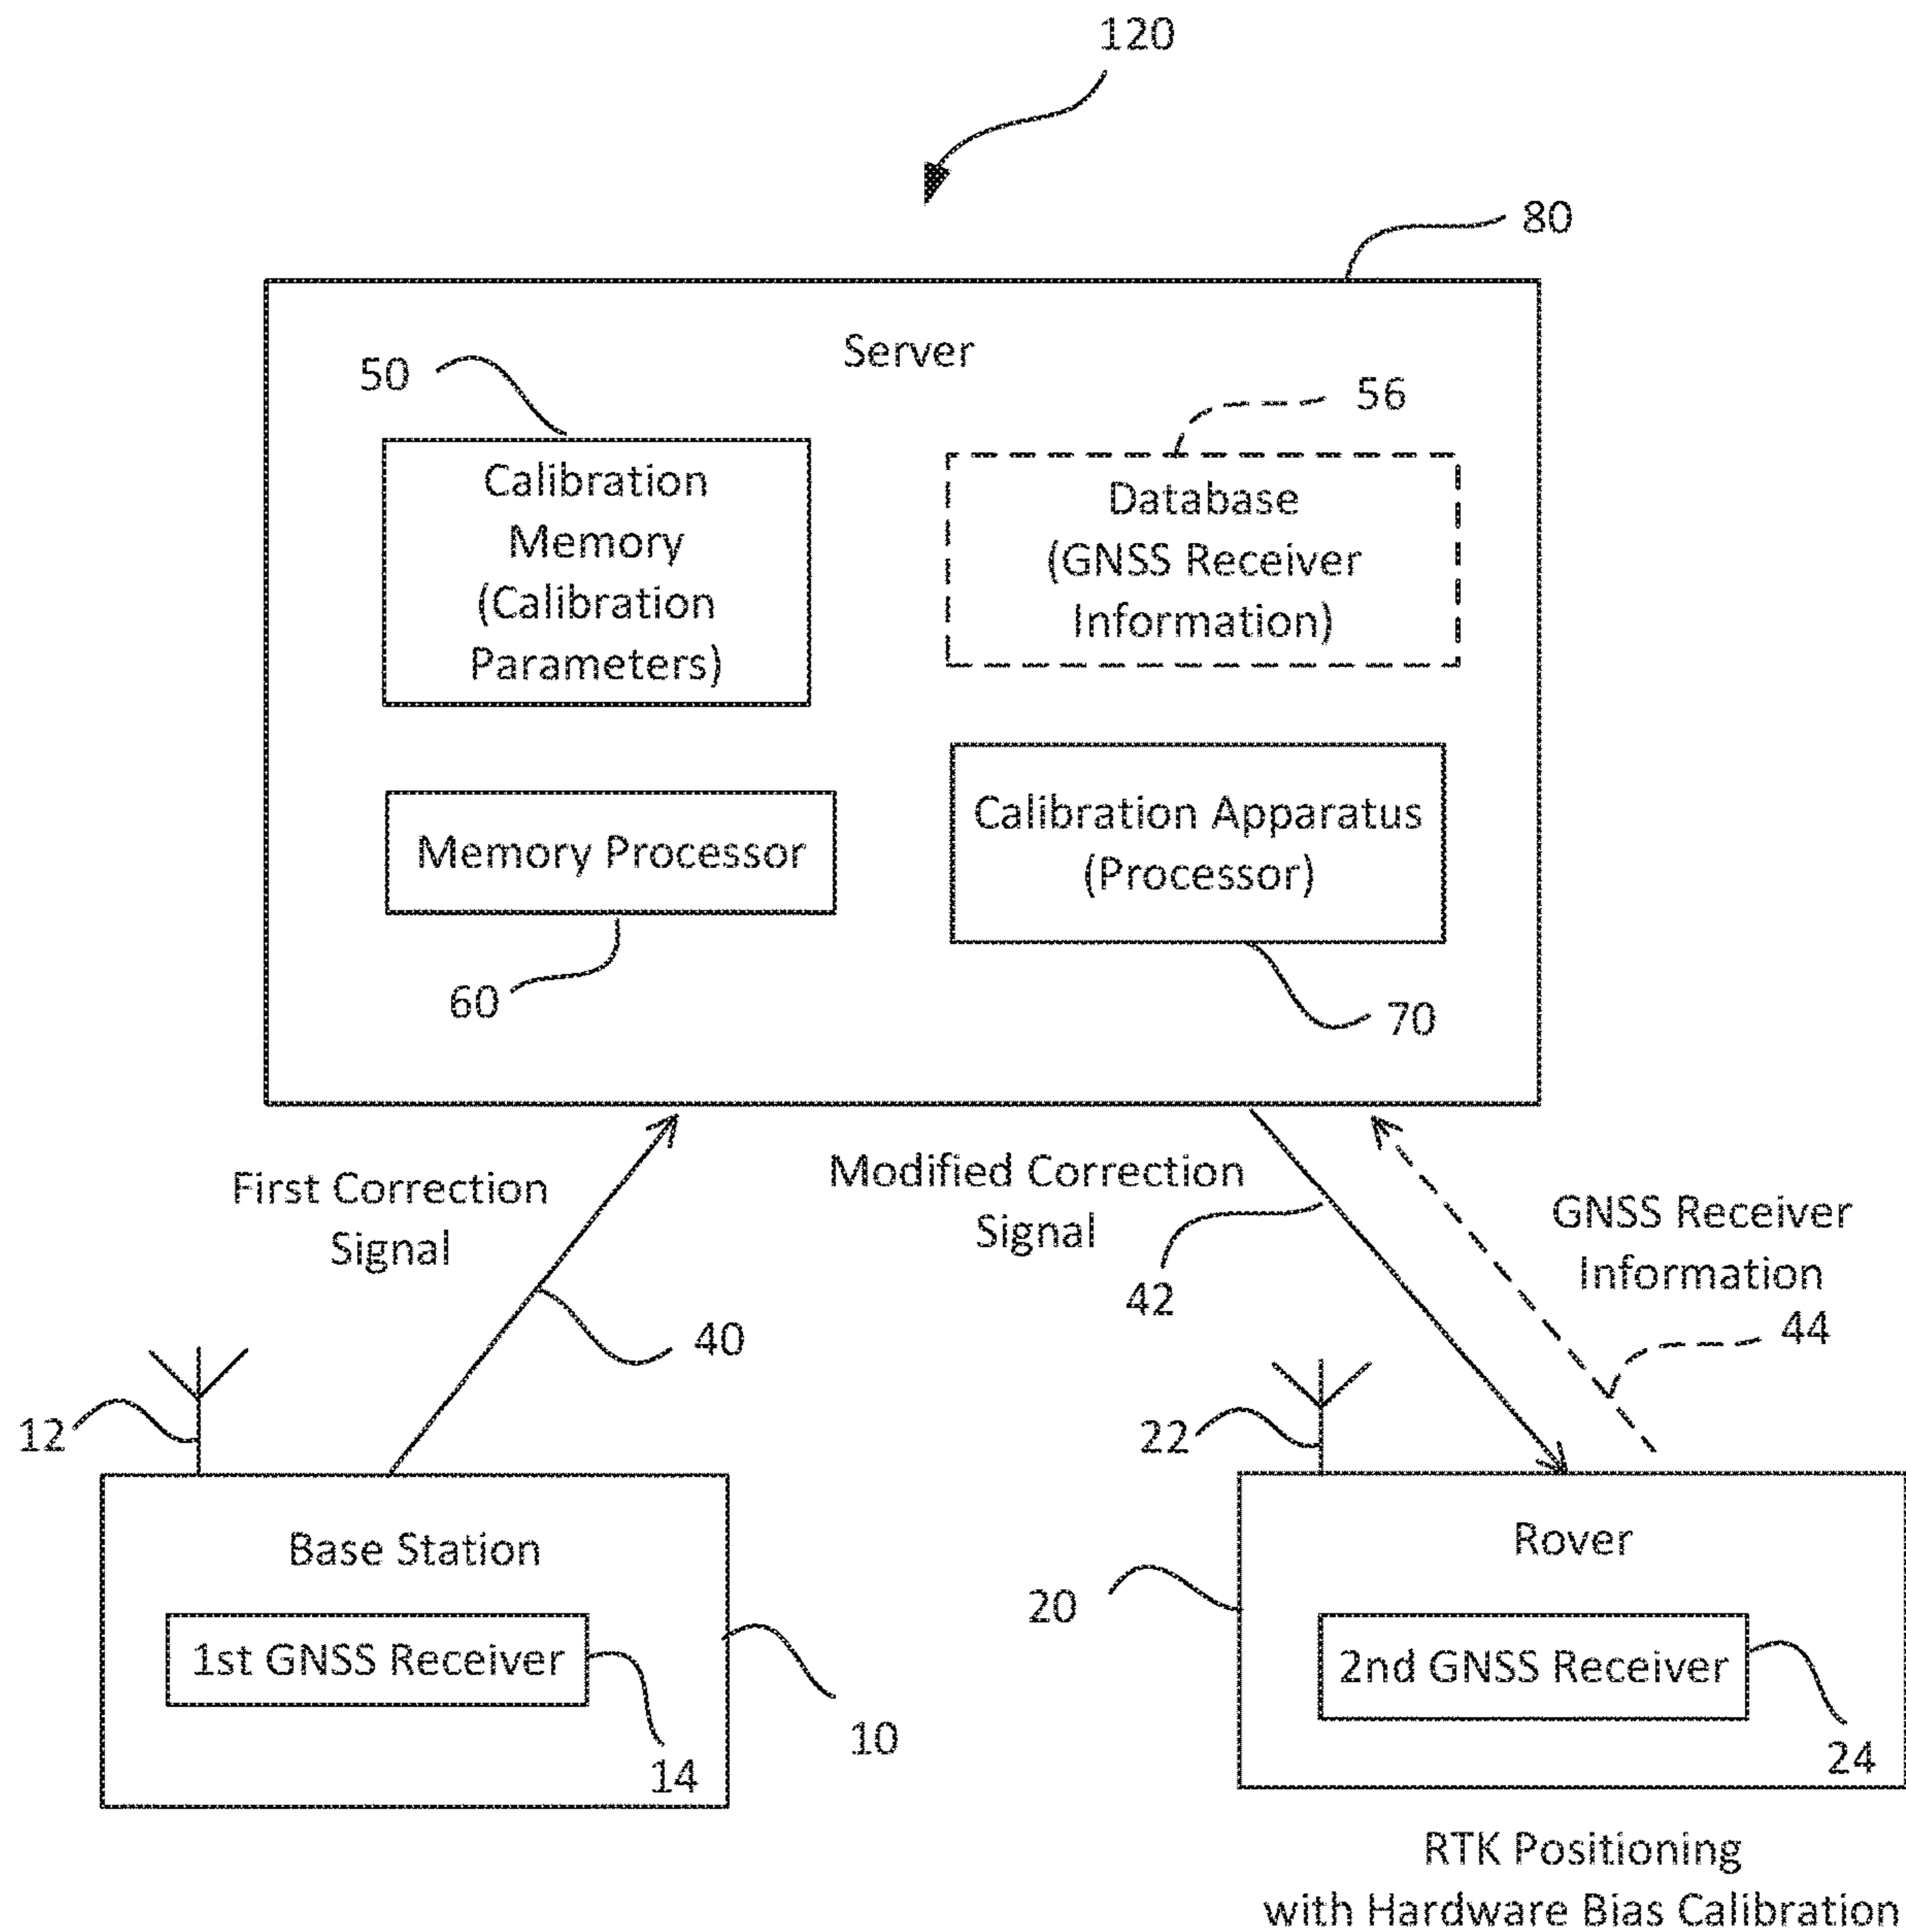 120
80
Server
50
56
Calibration
Memory
(Calibration
Parameters)
Database
(GNSS Receiver
Information)
Memory Processor
Calibration Apparatus
(Processor)
60
70
First Correction
Signal
Modified Correction
Signal
GNSS Receiver
Information
42
44
40
12
22
Base Station
1st GNSS Receiver
14
10
Rover
20
2nd GNSS Receiver
24
RTK Positioning
with Hardware Bias Calibration